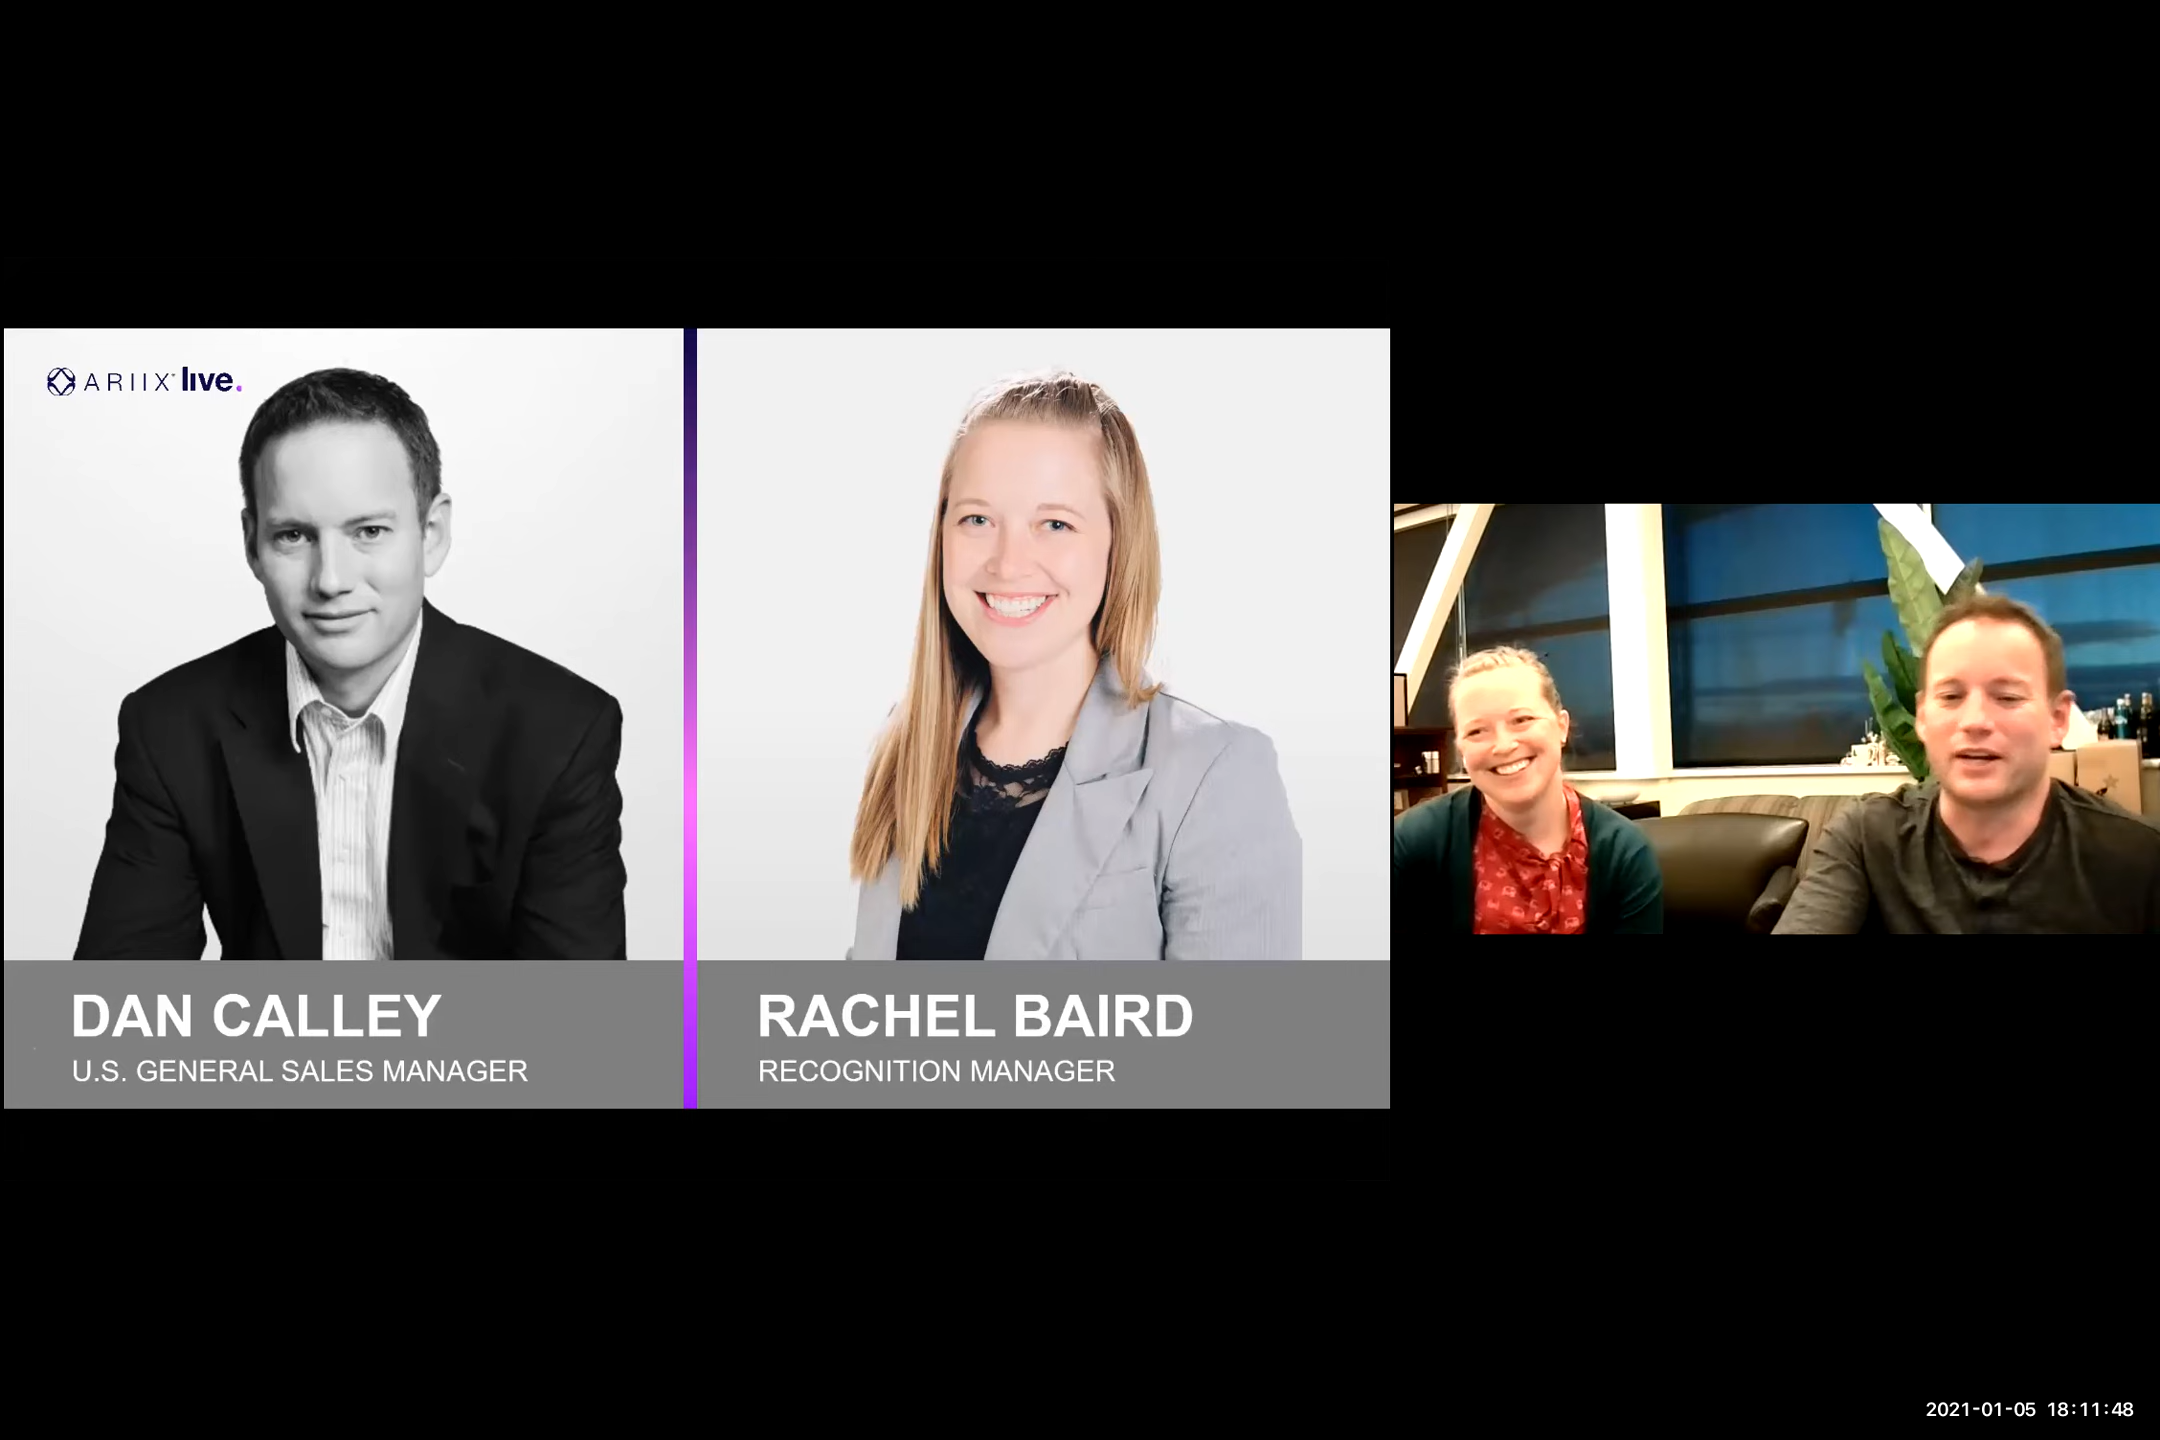 ARIIX live.
DAN CALLEY
U.S. GENERAL SALES MANAGER
RACHEL BAIRD
RECOGNITION MANAGER
2021-01-05 18:11:48